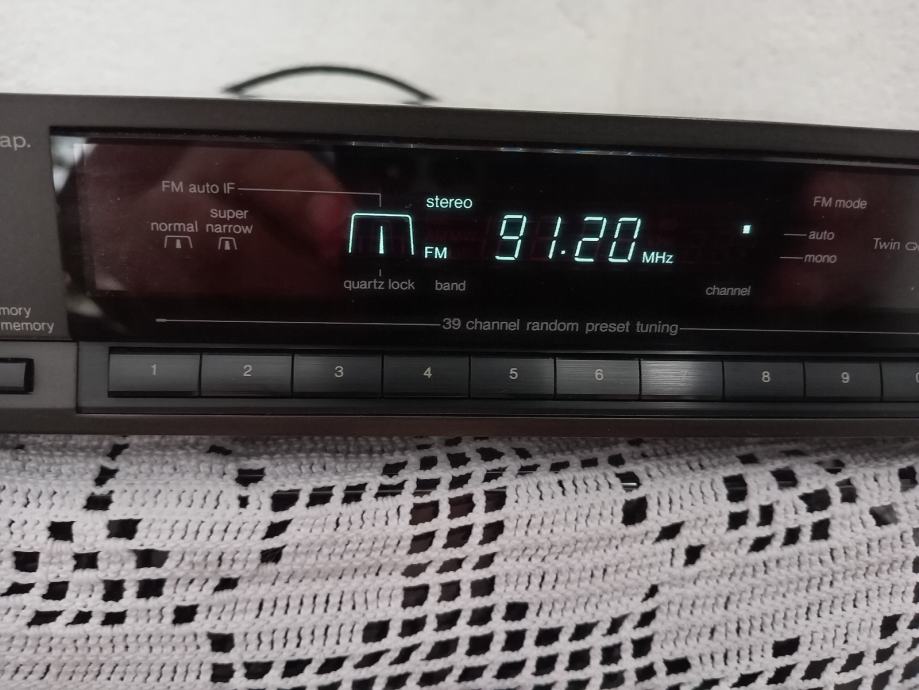 ap.
FM auto IF
stereo
FM mode
super
normal narrow
auto
FM 91.20 MHz
mono
Twin
quartz lock band
channel
mory
memory
39 channel random preset tuning
1 2 3 4 5 6 7 8 9